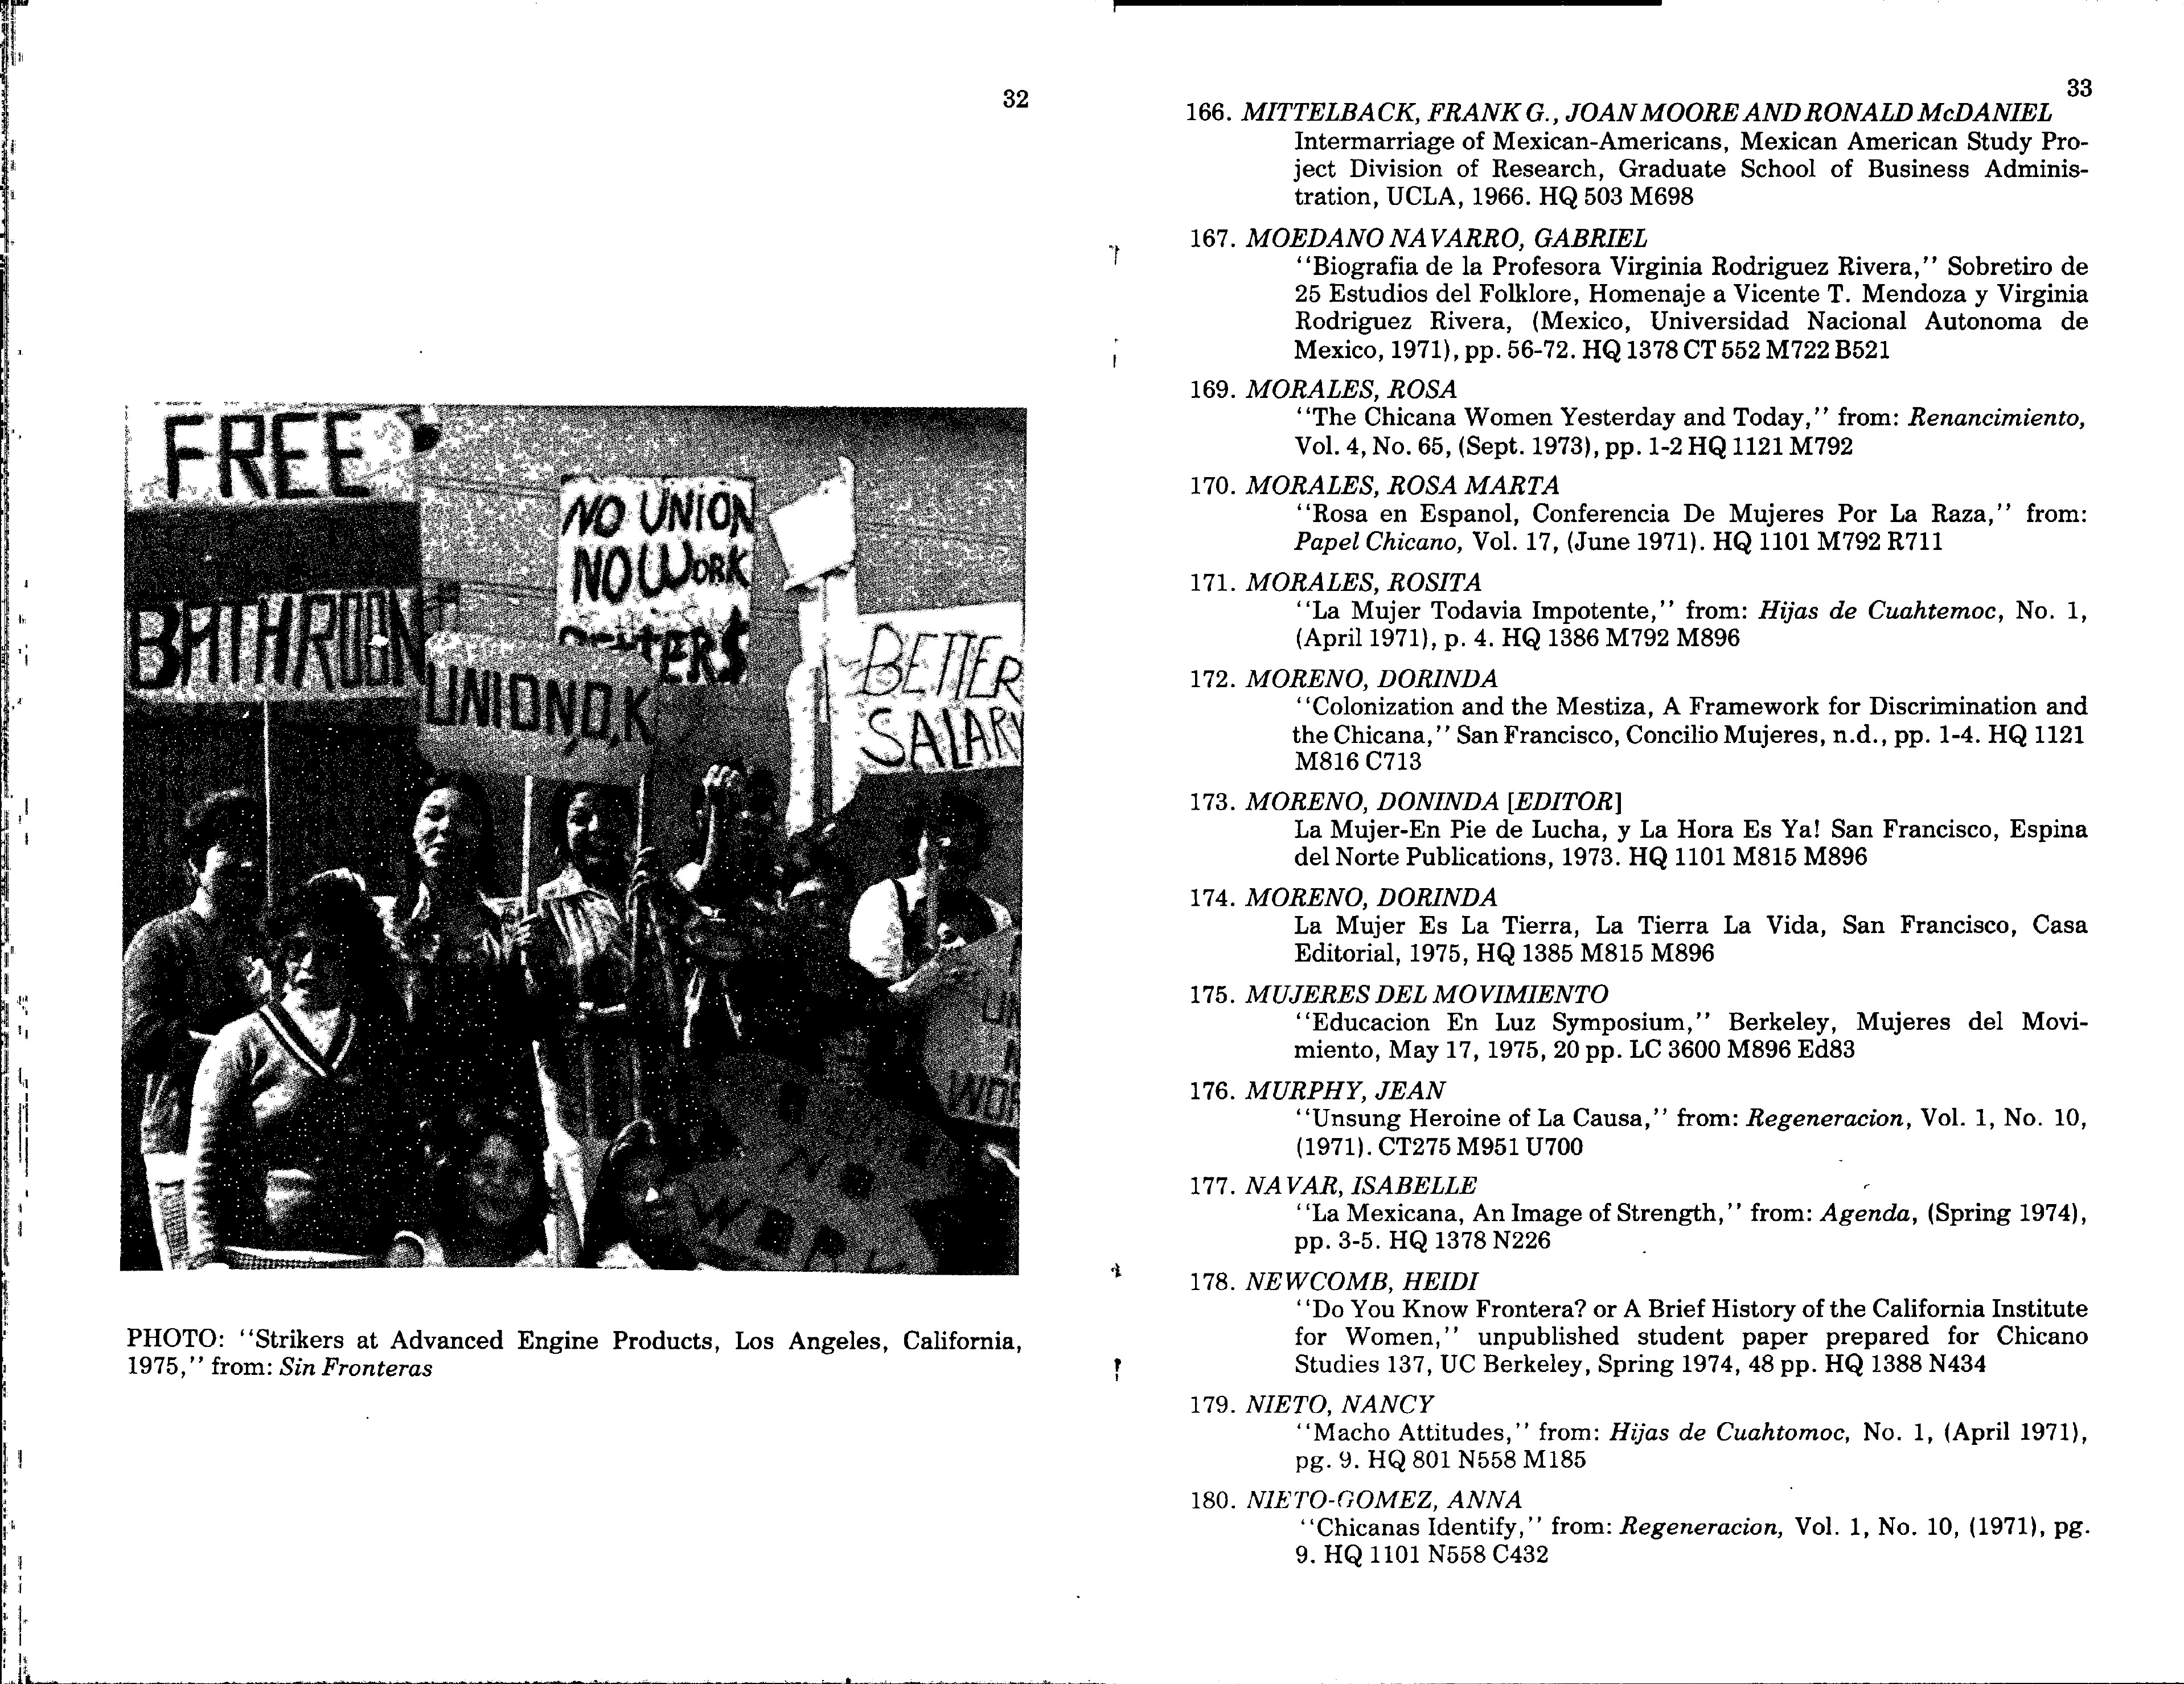 32
FREE
BATHROOM
NO UNION
NO WORK
UNION, O, K
BETTER
SALARY
UN
WOR
NO
WORK
PHOTO: “Strikers at Advanced Engine Products, Los Angeles, California,
1975,” from: Sin Fronteras
33
166. MITTELBACK, FRANK G., JOAN MOORE AND RONALD McDANIEL
Intermarriage of Mexican-Americans, Mexican American Study Pro-
ject Division of Research, Graduate School of Business Adminis-
tration, UCLA, 1966. HQ 503 M698
167. MOEDANO NAVARRO, GABRIEL
“Biografia de la Profesora Virginia Rodriguez Rivera,” Sobretiro de
25 Estudios del Folklore, Homenaje a Vicente T. Mendoza y Virginia
Rodriguez Rivera, (Mexico, Universidad Nacional Autonoma de
Mexico, 1971), pp. 56-72. HQ 1378 CT 552 M722 B521
169. MORALES, ROSA
“The Chicana Women Yesterday and Today,” from: Renancimiento,
Vol. 4, No. 65, (Sept. 1973), pp. 1-2 HQ 1121 M792
170. MORALES, ROSA MARTA
“Rosa en Espanol, Conferencia De Mujeres Por La Raza,” from:
Papel Chicano, Vol. 17, (June 1971). HQ 1101 M792 R711
171. MORALES, ROSITA
“La Mujer Todavia Impotente,” from: Hijas de Cuahtemoc, No. 1,
(April 1971), p. 4. HQ 1386 M792 M896
172. MORENO, DORINDA
“Colonization and the Mestiza, A Framework for Discrimination and
the Chicana,” San Francisco, Concilio Mujeres, n.d., pp. 1-4. HQ 1121
M816 C713
173. MORENO, DONINDA [EDITOR]
La Mujer-En Pie de Lucha, y La Hora Es Ya! San Francisco, Espina
del Norte Publications, 1973. HQ 1101 M815 M896
174. MORENO, DORINDA
La Mujer Es La Tierra, La Tierra La Vida, San Francisco, Casa
Editorial, 1975, HQ 1385 M815 M896
175. MUJERES DEL MOVIMIENTO
“Educacion En Luz Symposium,” Berkeley, Mujeres del Movi-
miento, May 17, 1975, 20 pp. LC 3600 M896 Ed83
176. MURPHY, JEAN
“Unsung Heroine of La Causa,” from: Regeneracion, Vol. 1, No. 10,
(1971). CT275 M951 U700
177. NAVAR, ISABELLE
“La Mexicana, An Image of Strength,” from: Agenda, (Spring 1974),
pp. 3-5. HQ 1378 N226
178. NEWCOMB, HEIDI
“Do You Know Frontera? or A Brief History of the California Institute
for Women,” unpublished student paper prepared for Chicano
Studies 137, UC Berkeley, Spring 1974, 48 pp. HQ 1388 N434
179. NIETO, NANCY
“Macho Attitudes,” from: Hijas de Cuahtomoc, No. 1, (April 1971),
pg. 9. HQ 801 N558 M185
180. NIETO-GOMEZ, ANNA
“Chicanas Identify,” from: Regeneracion, Vol. 1, No. 10, (1971), pg.
9. HQ 1101 N558 C432